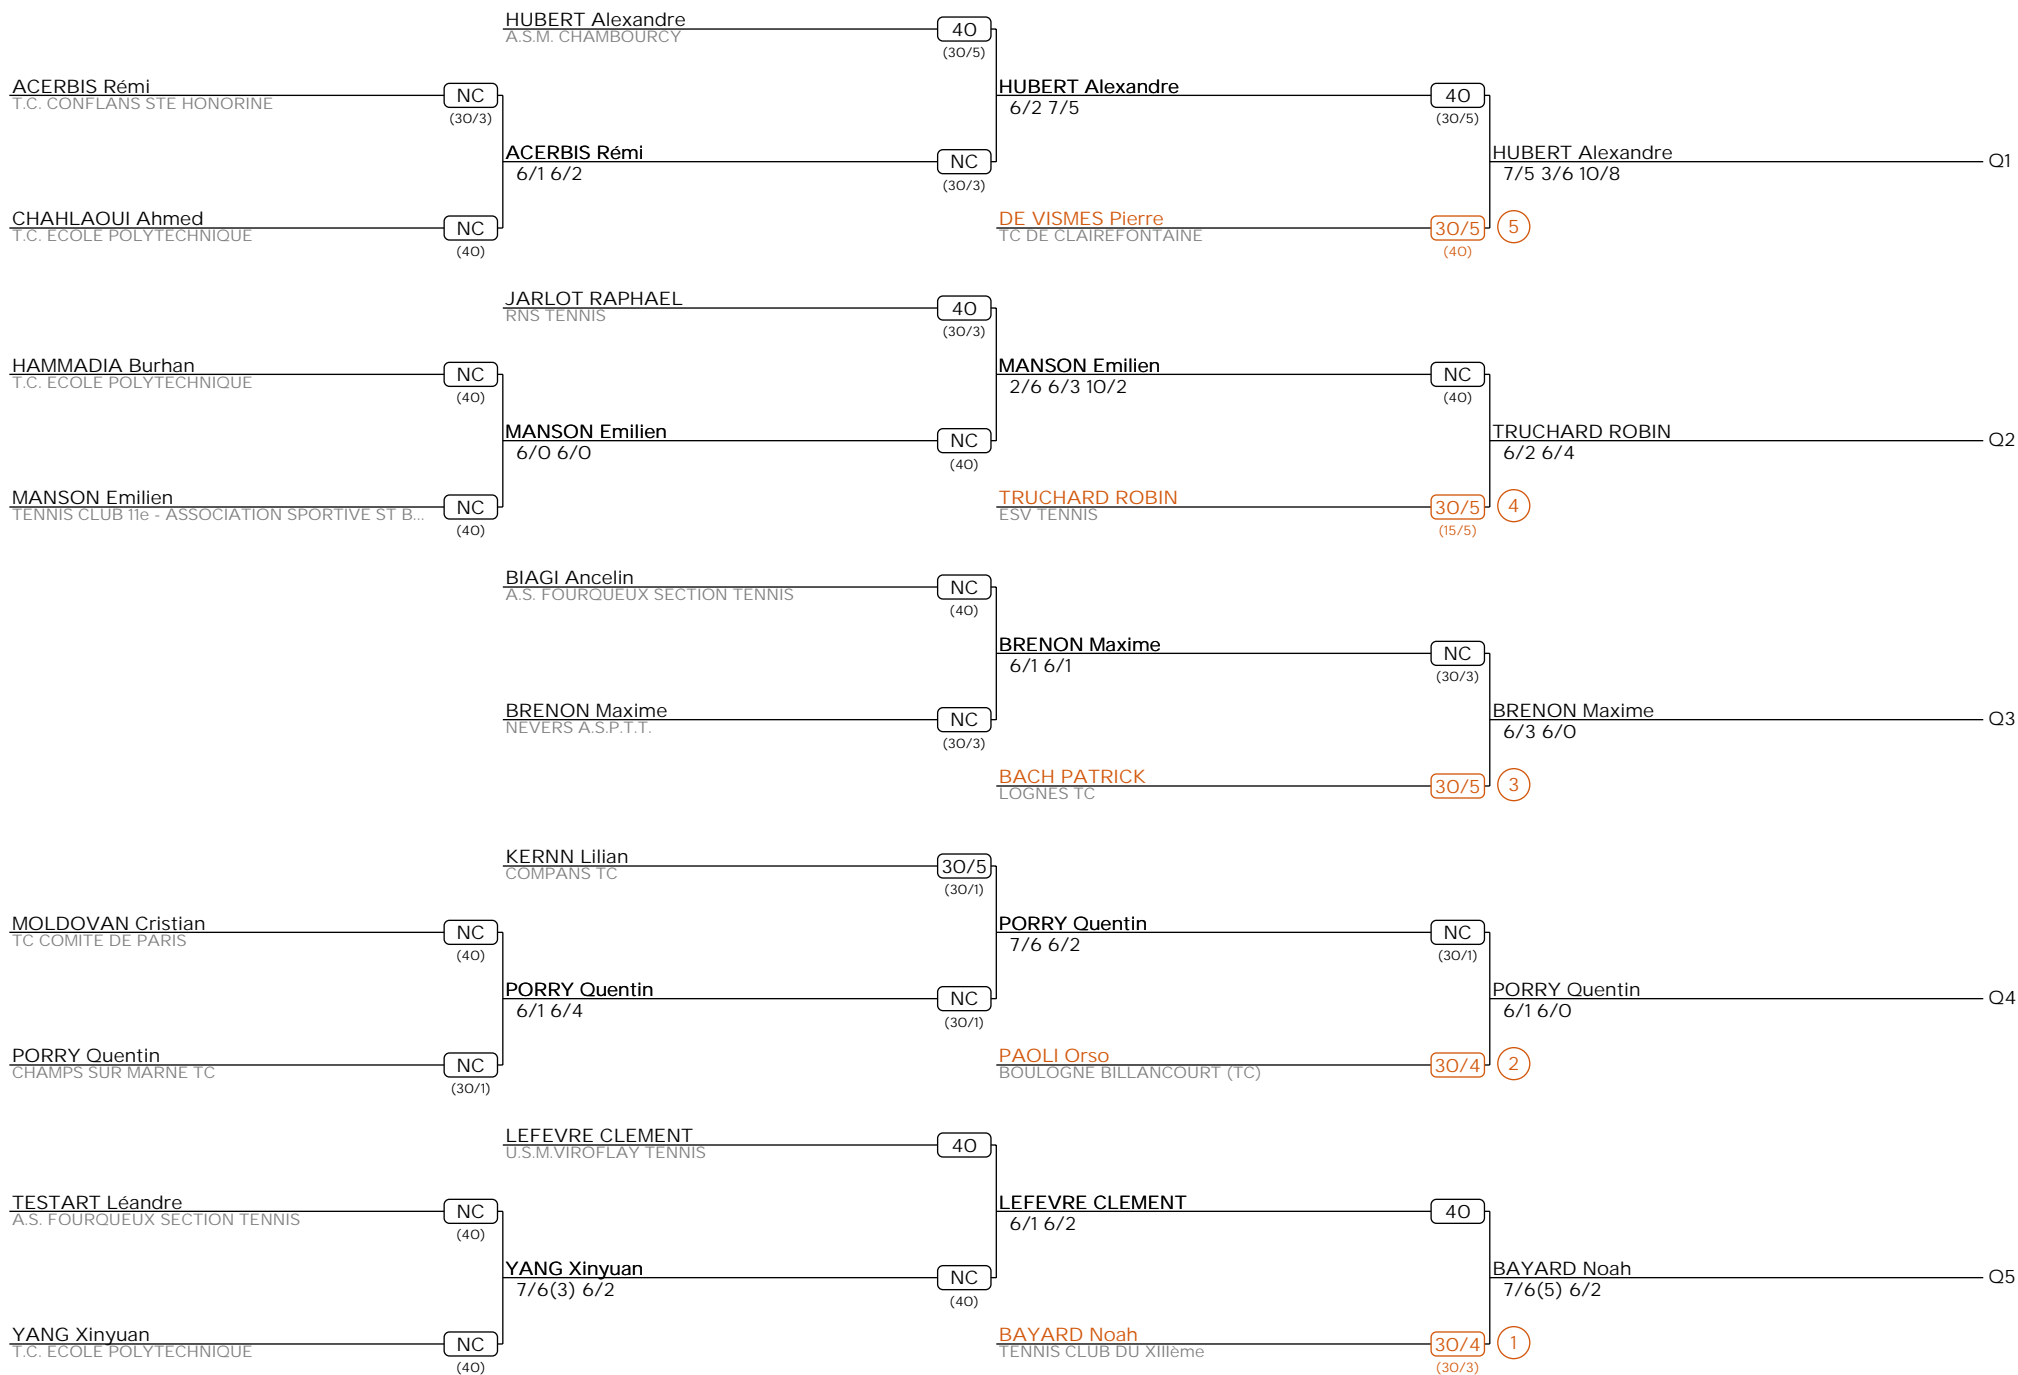 HUBERT Alexandre
A.S.M. CHAMBOURCY
40
(30/5)
ACERBIS Rémi
T.C. CONFLANS STE HONORINE
NC
(30/3)
HUBERT Alexandre
6/2 7/5
40
(30/5)
ACERBIS Rémi
6/1 6/2
NC
(30/3)
HUBERT Alexandre
7/5 3/6 10/8
Q1
CHAHLAOUI Ahmed
T.C. ECOLE POLYTECHNIQUE
NC
(40)
DE VISMES Pierre
TC DE CLAIREFONTAINE
30/5
(40)
5
JARLOT RAPHAEL
RNS TENNIS
40
(30/3)
HAMMADIA Burhan
T.C. ECOLE POLYTECHNIQUE
NC
(40)
MANSON Emilien
2/6 6/3 10/2
NC
(40)
MANSON Emilien
6/0 6/0
NC
(40)
TRUCHARD ROBIN
6/2 6/4
Q2
MANSON Emilien
TENNIS CLUB 11e - ASSOCIATION SPORTIVE ST B...
NC
(40)
TRUCHARD ROBIN
ESV TENNIS
30/5
(15/5)
4
BIAGI Ancelin
A.S. FOURQUEUX SECTION TENNIS
NC
(40)
BRENON Maxime
6/1 6/1
NC
(30/3)
BRENON Maxime
NEVERS A.S.P.T.T.
NC
(30/3)
BRENON Maxime
6/3 6/0
Q3
BACH PATRICK
LOGNES TC
30/5
3
KERNN Lilian
COMPANS TC
30/5
(30/1)
MOLDOVAN Cristian
TC COMITE DE PARIS
NC
(40)
PORRY Quentin
7/6 6/2
NC
(30/1)
PORRY Quentin
6/1 6/4
NC
(30/1)
PORRY Quentin
6/1 6/0
Q4
PORRY Quentin
CHAMPS SUR MARNE TC
NC
(30/1)
PAOLI Orso
BOULOGNE BILLANCOURT (TC)
30/4
2
LEFEVRE CLEMENT
U.S.M.VIROFLAY TENNIS
40
TESTART Léandre
A.S. FOURQUEUX SECTION TENNIS
NC
(40)
LEFEVRE CLEMENT
6/1 6/2
40
YANG Xinyuan
7/6(3) 6/2
NC
(40)
BAYARD Noah
7/6(5) 6/2
Q5
YANG Xinyuan
T.C. ECOLE POLYTECHNIQUE
NC
(40)
BAYARD Noah
TENNIS CLUB DU XIIIème
30/4
(30/3)
1